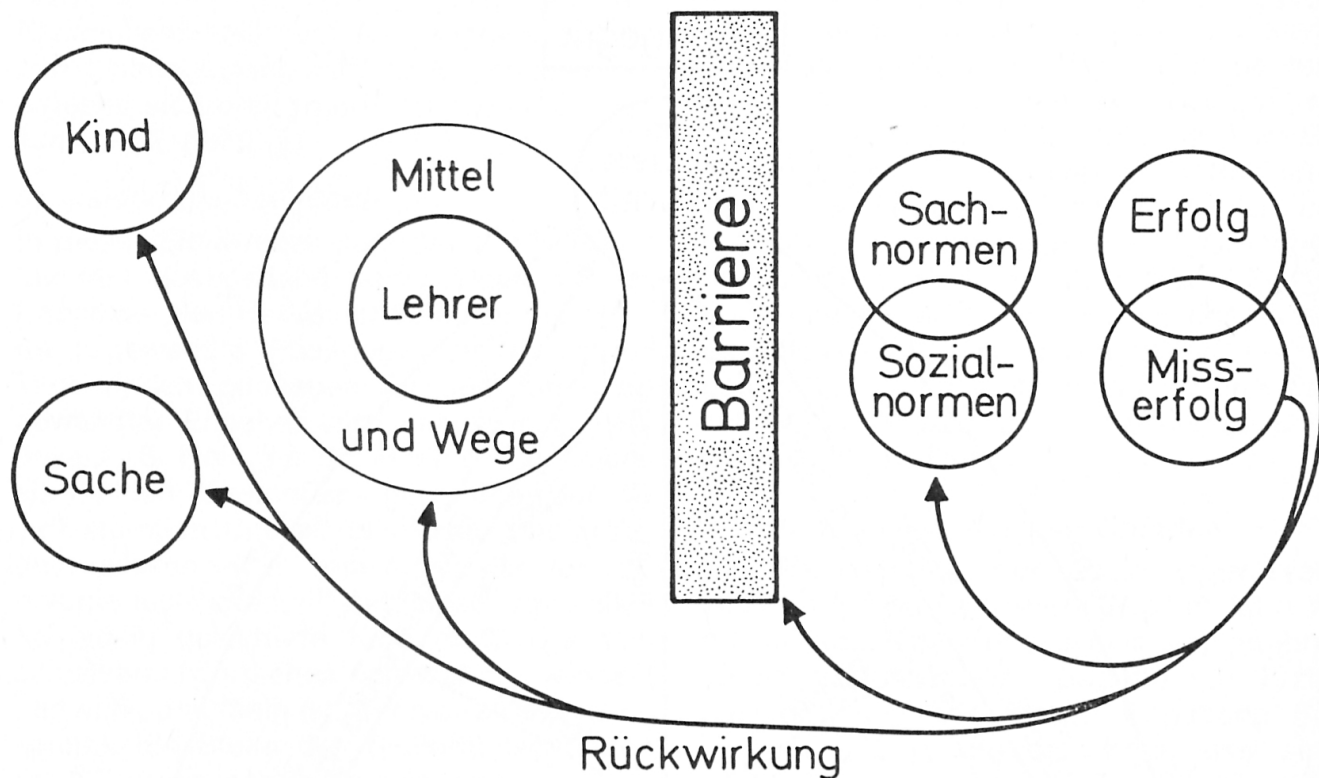 Kind
Sache
Mittel
Lehrer
und Wege
Barriere
Sach-
normen
Sozial-
normen
Erfolg
Miss-
erfolg
Rückwirkung